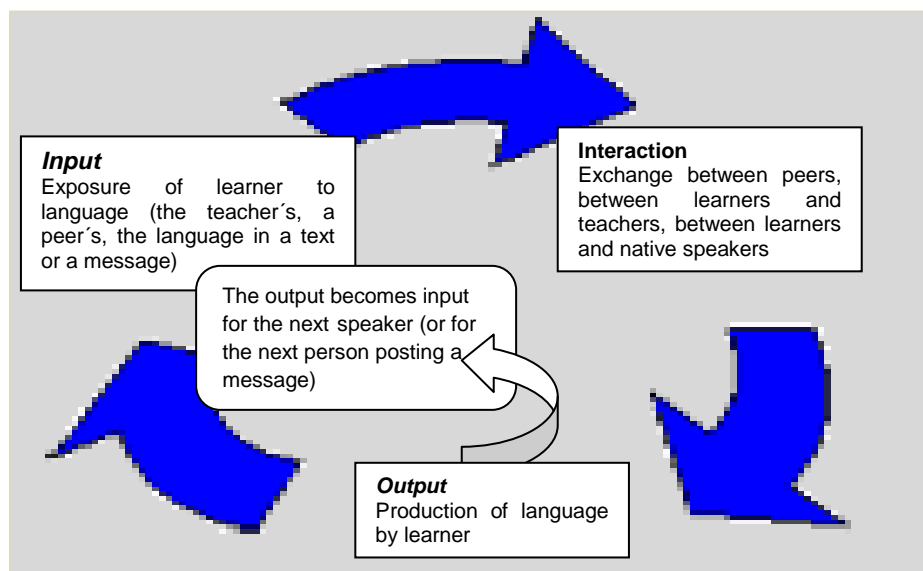 Input
Exposure of learner to
language (the teacher´s, a
peer´s, the language in a text
or a message)
Interaction
Exchange between peers,
between learners and
teachers, between learners
and native speakers
The output becomes input
for the next speaker (or for
the next person posting a
message)
Output
Production of language
by learner